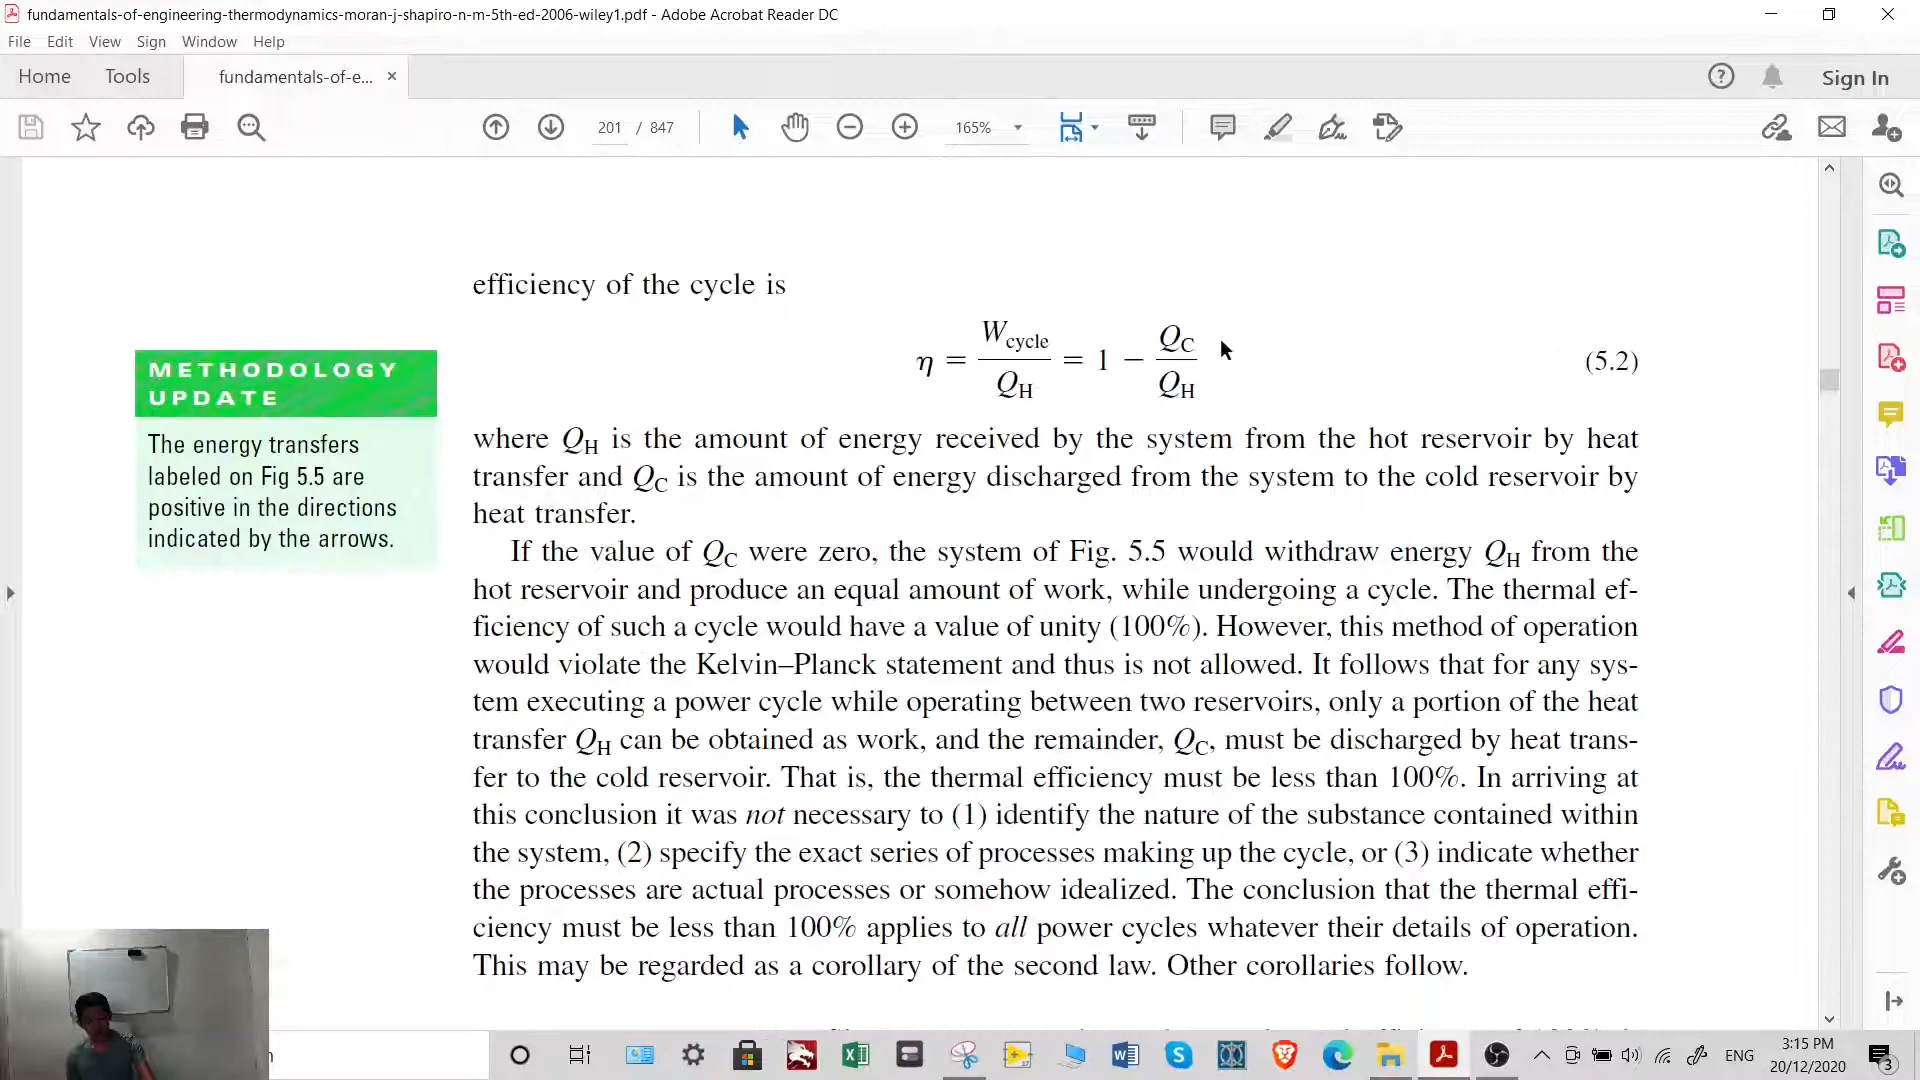 fundamentals-of-engineering-thermodynamics-moran-j-shapiro-n-m-5th-ed-2006-wiley1.pdf - Adobe Acrobat Reader DC
File Edit View Sign Window Help
Home Tools fundamentals-of-e... × Sign In
201 / 847 165%
efficiency of the cycle is
η = W_cycle / Q_H = 1 − Q_C / Q_H (5.2)
METHODOLOGY
UPDATE
The energy transfers
labeled on Fig 5.5 are
positive in the directions
indicated by the arrows.
where Q_H is the amount of energy received by the system from the hot reservoir by heat
transfer and Q_C is the amount of energy discharged from the system to the cold reservoir by
heat transfer.
If the value of Q_C were zero, the system of Fig. 5.5 would withdraw energy Q_H from the
hot reservoir and produce an equal amount of work, while undergoing a cycle. The thermal ef-
ficiency of such a cycle would have a value of unity (100%). However, this method of operation
would violate the Kelvin–Planck statement and thus is not allowed. It follows that for any sys-
tem executing a power cycle while operating between two reservoirs, only a portion of the heat
transfer Q_H can be obtained as work, and the remainder, Q_C, must be discharged by heat trans-
fer to the cold reservoir. That is, the thermal efficiency must be less than 100%. In arriving at
this conclusion it was not necessary to (1) identify the nature of the substance contained within
the system, (2) specify the exact series of processes making up the cycle, or (3) indicate whether
the processes are actual processes or somehow idealized. The conclusion that the thermal effi-
ciency must be less than 100% applies to all power cycles whatever their details of operation.
This may be regarded as a corollary of the second law. Other corollaries follow.
ENG
3:15 PM
20/12/2020
3